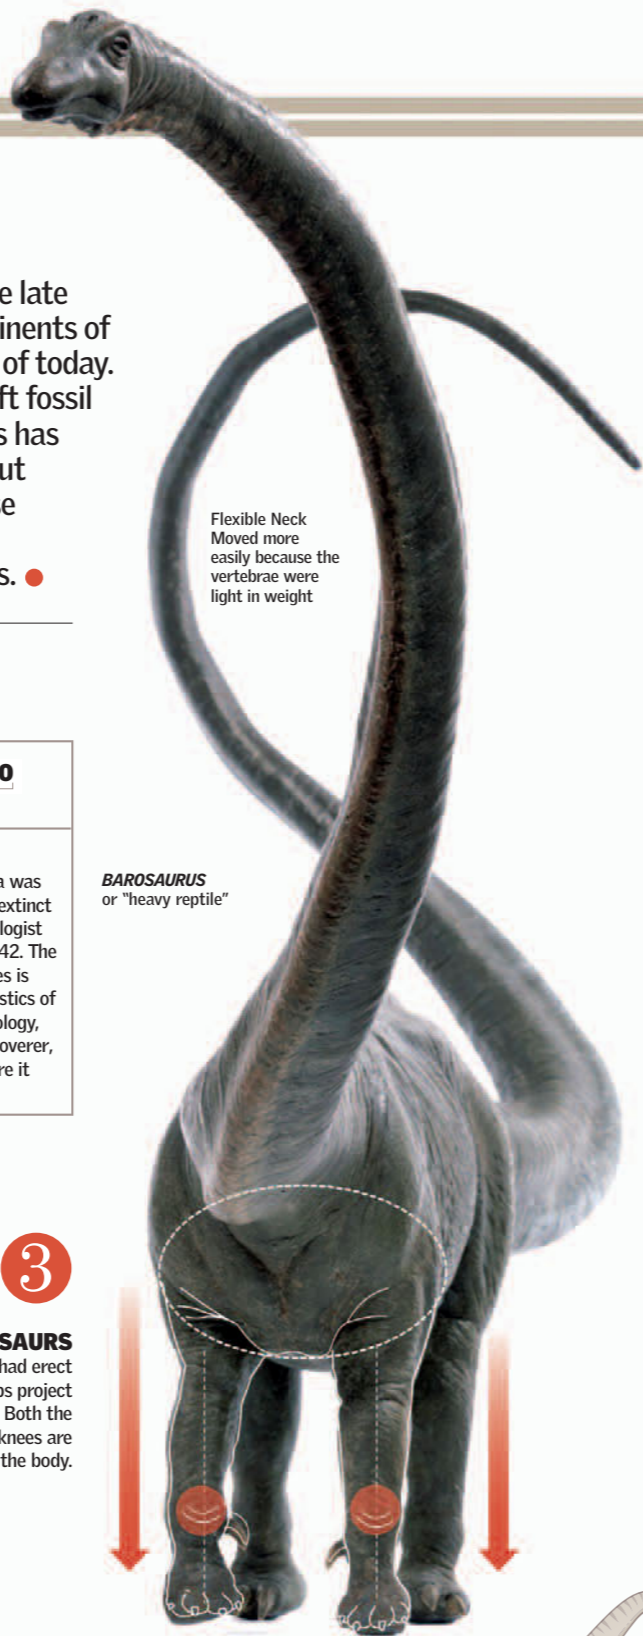 e late
inents of
of today.
ft fossil
s has
ut
e
s.
Flexible Neck
Moved more
easily because the
vertebrae were
light in weight
o
BAROSAURUS
or "heavy reptile"
a was
extinct
logist
42. The
es is
stics of
ology,
overer,
re it
3
SAURS
had erect
os project
Both the
knees are
the body.